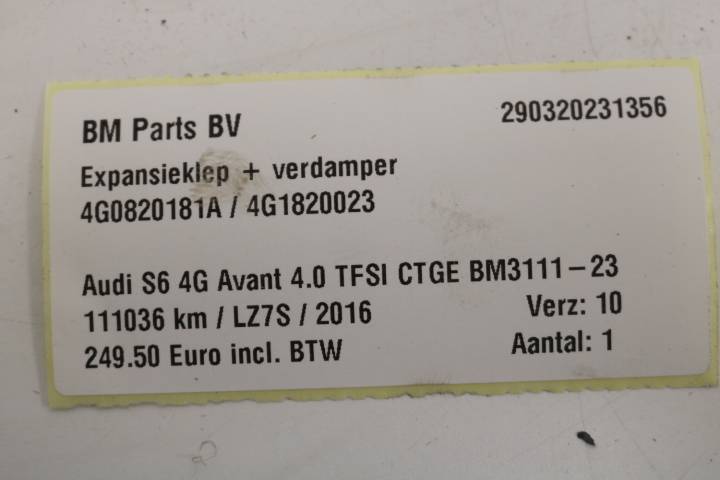 BM Parts BV 290320231356
Expansieklep + verdamper
4G0820181A / 4G1820023
Audi S6 4G Avant 4.0 TFSI CTGE BM3111-23
111036 km / LZ7S / 2016 Verz: 10
249.50 Euro incl. BTW Aantal: 1